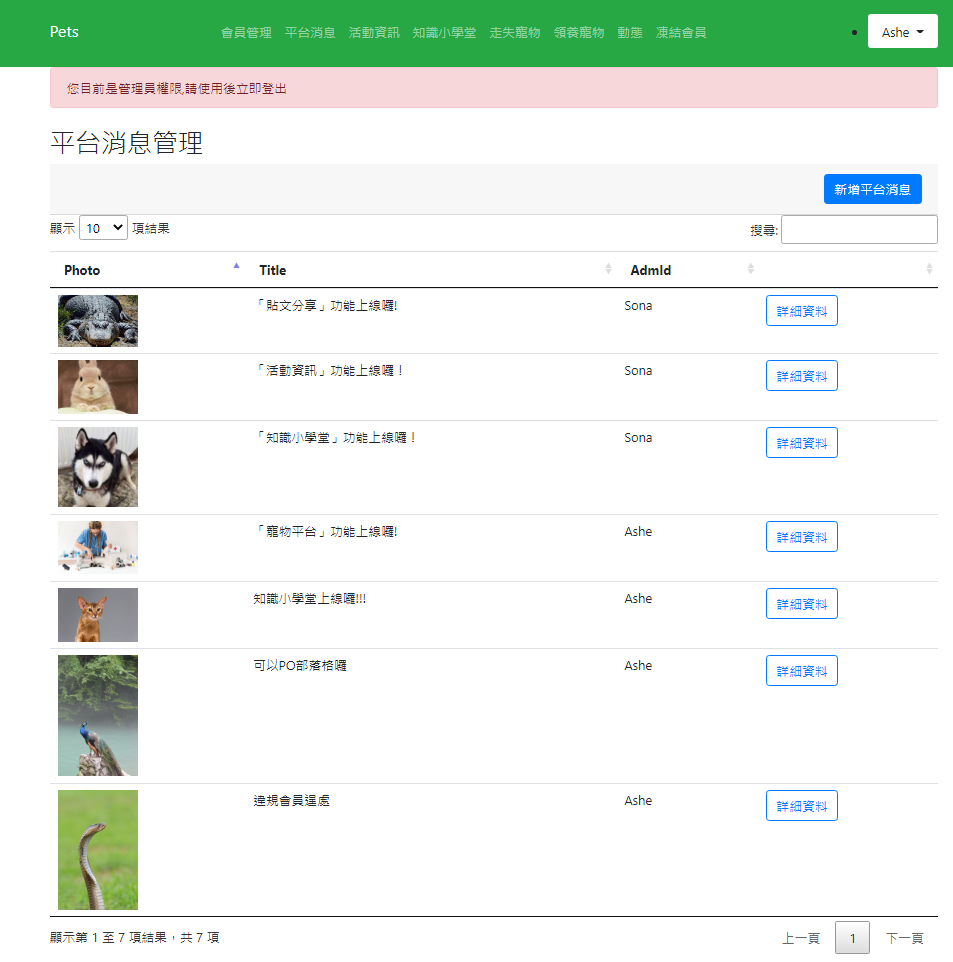 Pets 會員管理 平台消息 活動資訊 知識小學堂 走失寵物 領養寵物 動態 凍結會員 Ashe
您目前是管理員權限,請使用後立即登出
平台消息管理
新增平台消息
顯示 10 項結果 搜尋:
Photo Title AdmId
「貼文分享」功能上線囉! Sona 詳細資料
「活動資訊」功能上線囉！ Sona 詳細資料
「知識小學堂」功能上線囉！ Sona 詳細資料
「寵物平台」功能上線囉! Ashe 詳細資料
知識小學堂上線囉!!! Ashe 詳細資料
可以PO部落格囉 Ashe 詳細資料
違規會員逞處 Ashe 詳細資料
顯示第 1 至 7 項結果，共 7 項 上一頁 1 下一頁